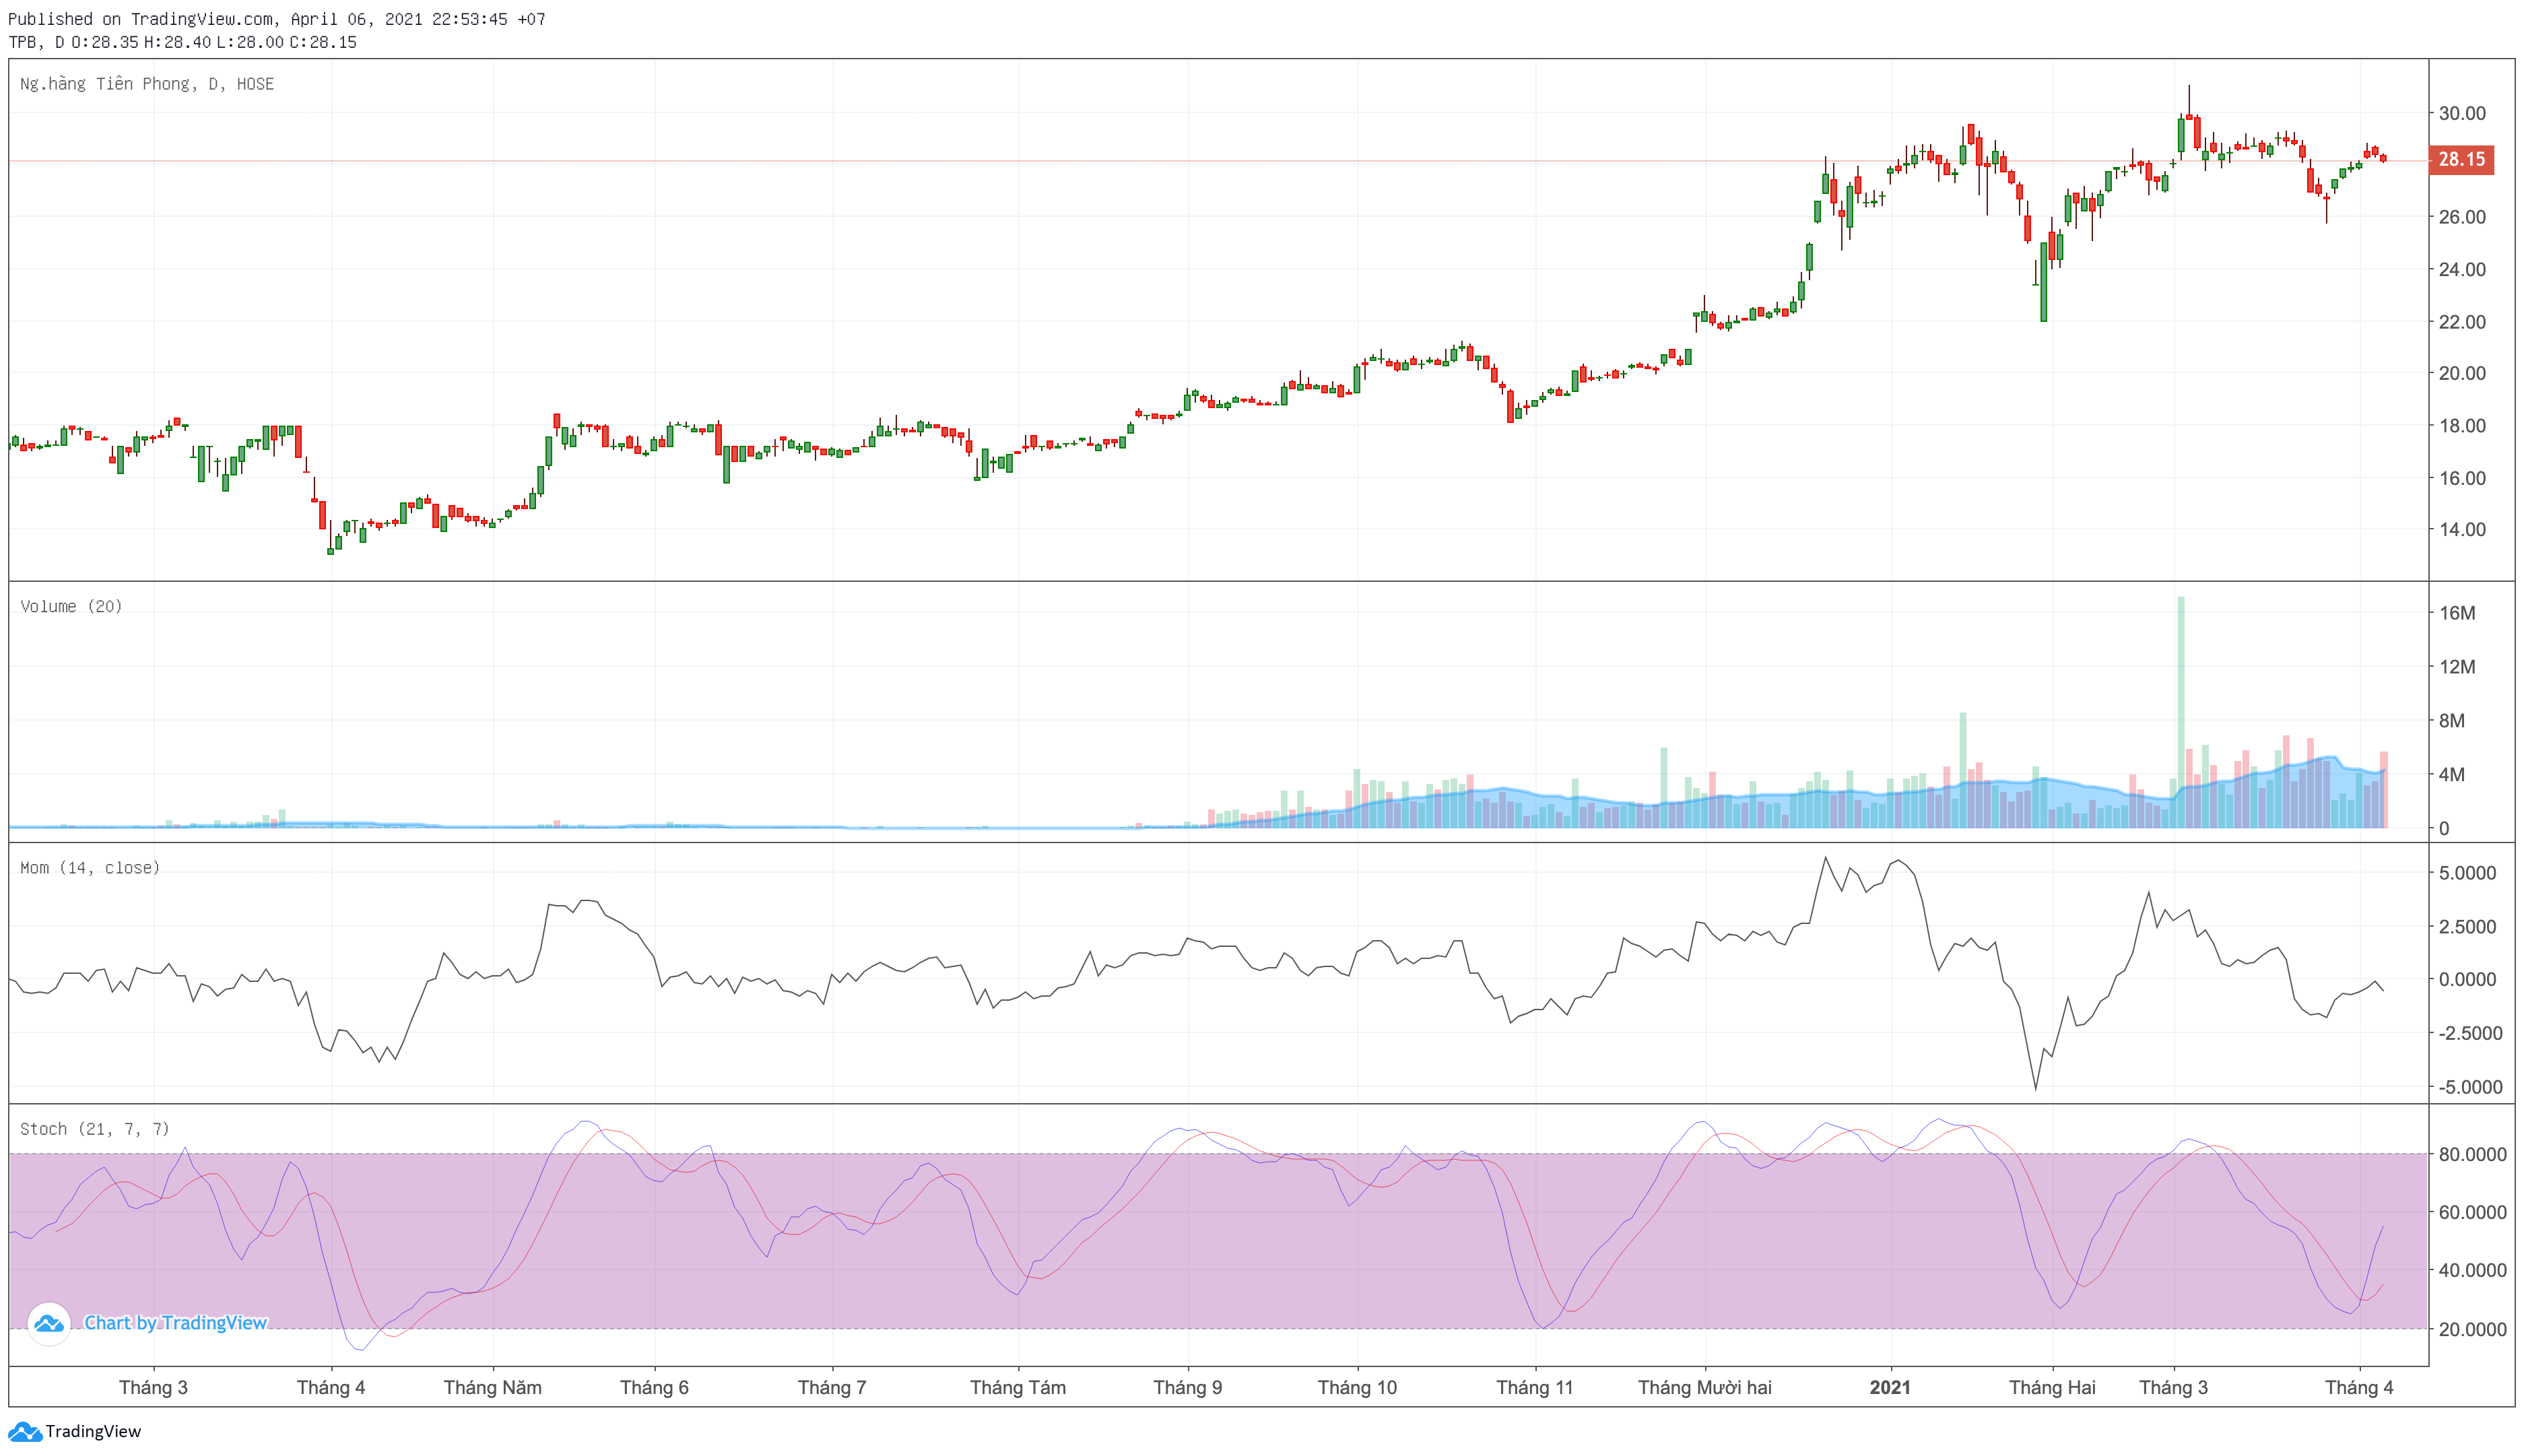 Published on TradingView.com, April 06, 2021 22:53:45 +07
TPB, D O:28.35 H:28.40 L:28.00 C:28.15
Ng.hàng Tiên Phong, D, HOSE
30.00
28.15
26.00
24.00
22.00
20.00
18.00
16.00
14.00
Volume (20)
16M
12M
8M
4M
0
Mom (14, close)
5.0000
2.5000
0.0000
-2.5000
-5.0000
Stoch (21, 7, 7)
80.0000
60.0000
40.0000
20.0000
Chart by TradingView
Tháng 3 Tháng 4 Tháng Năm Tháng 6 Tháng 7 Tháng Tám Tháng 9 Tháng 10 Tháng 11 Tháng Mười hai 2021 Tháng Hai Tháng 3 Tháng 4
TradingView